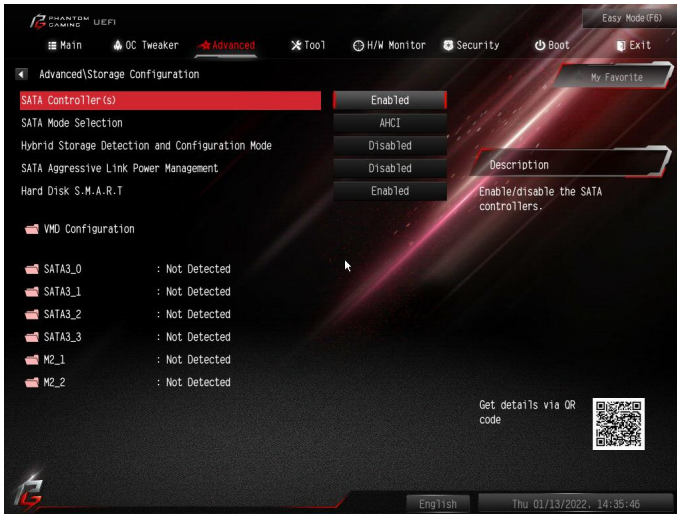 PHANTOM
GAMING UEFI
Easy Mode(F6)
Main OC Tweaker Advanced Tool H/W Monitor Security Boot Exit
Advanced\Storage Configuration
My Favorite
SATA Controller(s) Enabled
SATA Mode Selection AHCI
Hybrid Storage Detection and Configuration Mode Disabled
SATA Aggressive Link Power Management Disabled
Hard Disk S.M.A.R.T Enabled
Description
Enable/disable the SATA
controllers.
VMD Configuration
SATA3_0 : Not Detected
SATA3_1 : Not Detected
SATA3_2 : Not Detected
SATA3_3 : Not Detected
M2_1 : Not Detected
M2_2 : Not Detected
Get details via QR
code
English
Thu 01/13/2022. 14:35:46